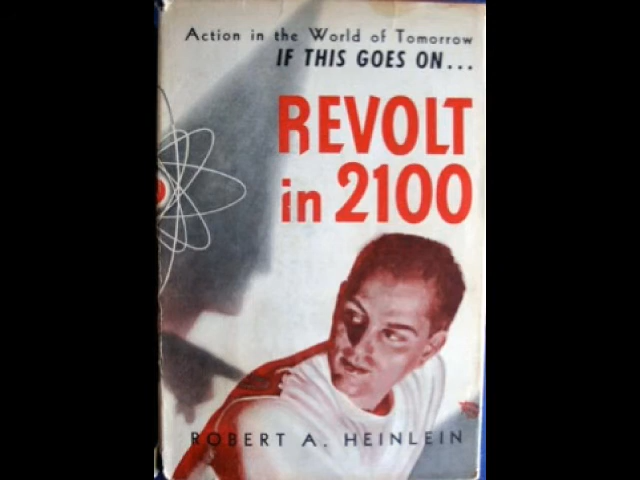 Action in the World of Tomorrow
IF THIS GOES ON...
REVOLT
in 2100
ROBERT A. HEINLEIN